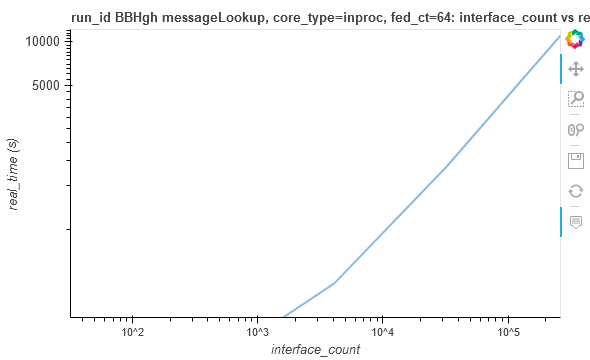 run_id BBHgh messageLookup, core_type=inproc, fed_ct=64: interface_count vs re
10000
5000
real_time (s)
10^2
10^3
10^4
10^5
interface_count